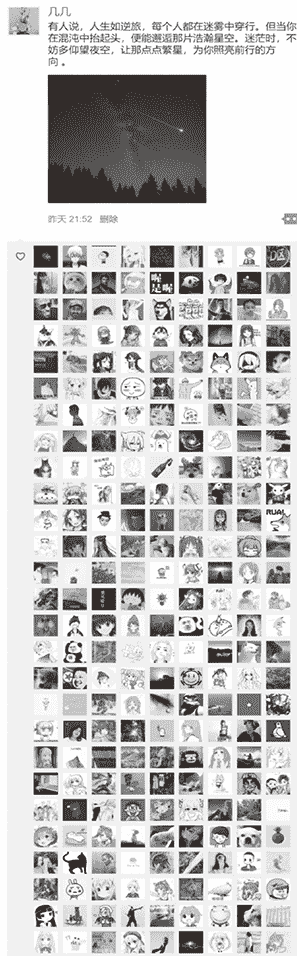 几几
有人说，人生如逆旅，每个人都在迷雾中穿行。但当你
在混沌中抬起头，便能邂逅那片浩瀚星空。迷茫时，不
妨多仰望夜空，让那点点繁星，为你照亮前行的方
向 。
昨天 21:52 删除
RUA!